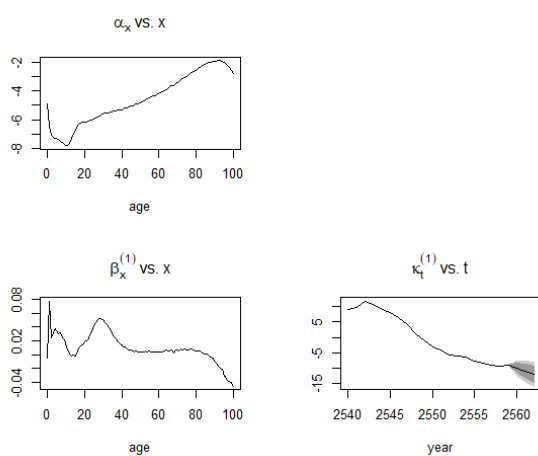 αx vs. x
-2
-6
-8
0 20 40 60 80 100
age
βx(1) vs. x
κt(1) vs. t
0.08
0.02
-0.04
5
-5
-15
0 20 40 60 80 100
2540 2545 2550 2555 2560
age
year